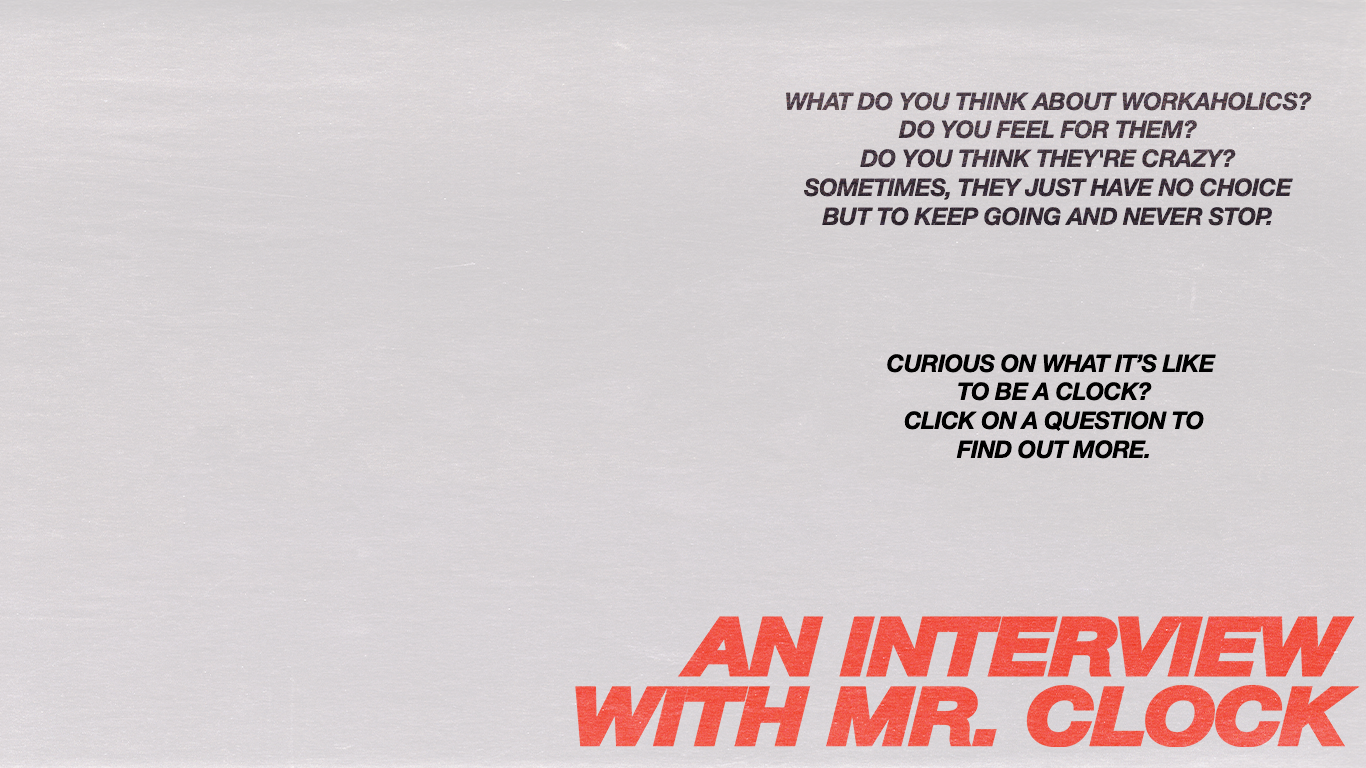 WHAT DO YOU THINK ABOUT WORKAHOLICS?
DO YOU FEEL FOR THEM?
DO YOU THINK THEY'RE CRAZY?
SOMETIMES, THEY JUST HAVE NO CHOICE
BUT TO KEEP GOING AND NEVER STOP.
CURIOUS ON WHAT IT’S LIKE
TO BE A CLOCK?
CLICK ON A QUESTION TO
FIND OUT MORE.
AN INTERVIEW
WITH MR. CLOCK